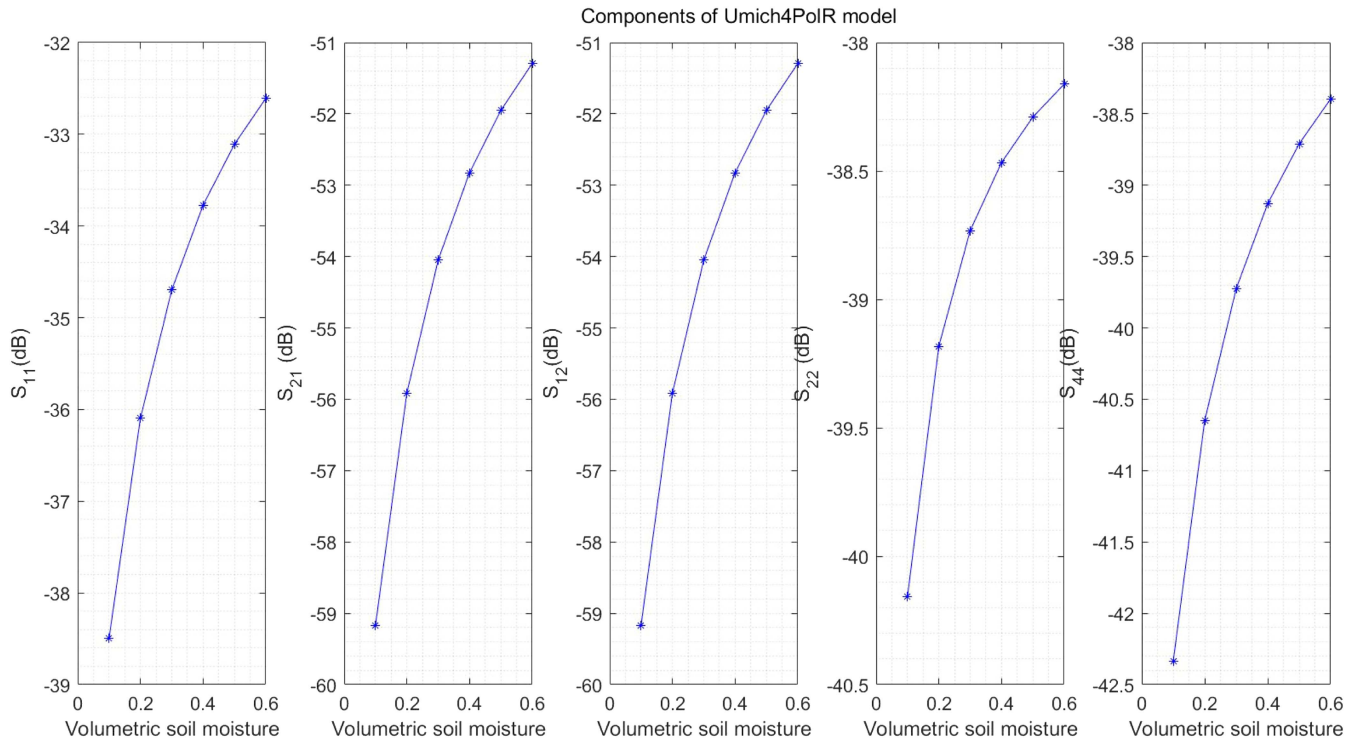 Components of Umich4PolR model
-32
-33
-34
-35
-36
-37
-38
-39
S11(dB)
0 0.2 0.4 0.6
Volumetric soil moisture
-51
-52
-53
-54
-55
-56
-57
-58
-59
-60
S21(dB)
0 0.2 0.4 0.6
Volumetric soil moisture
-51
-52
-53
-54
-55
-56
-57
-58
-59
-60
S12(dB)
0 0.2 0.4 0.6
Volumetric soil moisture
-38
-38.5
-39
-39.5
-40
-40.5
S22 (dB)
0 0.2 0.4 0.6
Volumetric soil moisture
-38
-38.5
-39
-39.5
-40
-40.5
-41
-41.5
-42
-42.5
S44(dB)
0 0.2 0.4 0.6
Volumetric soil moisture